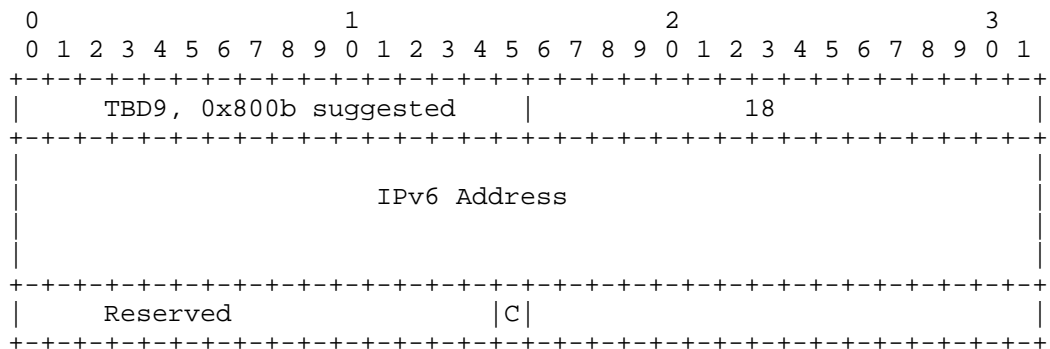 0                   1                   2                   3
 0 1 2 3 4 5 6 7 8 9 0 1 2 3 4 5 6 7 8 9 0 1 2 3 4 5 6 7 8 9 0 1
+-+-+-+-+-+-+-+-+-+-+-+-+-+-+-+-+-+-+-+-+-+-+-+-+-+-+-+-+-+-+-+-+
|     TBD9, 0x800b suggested    |             18                |
+-+-+-+-+-+-+-+-+-+-+-+-+-+-+-+-+-+-+-+-+-+-+-+-+-+-+-+-+-+-+-+-+
|                                                               |
|                      IPv6 Address                             |
|                                                               |
|                                                               |
+-+-+-+-+-+-+-+-+-+-+-+-+-+-+-+-+-+-+-+-+-+-+-+-+-+-+-+-+-+-+-+-+
|     Reserved                |C|                               |
+-+-+-+-+-+-+-+-+-+-+-+-+-+-+-+-+-+-+-+-+-+-+-+-+-+-+-+-+-+-+-+-+